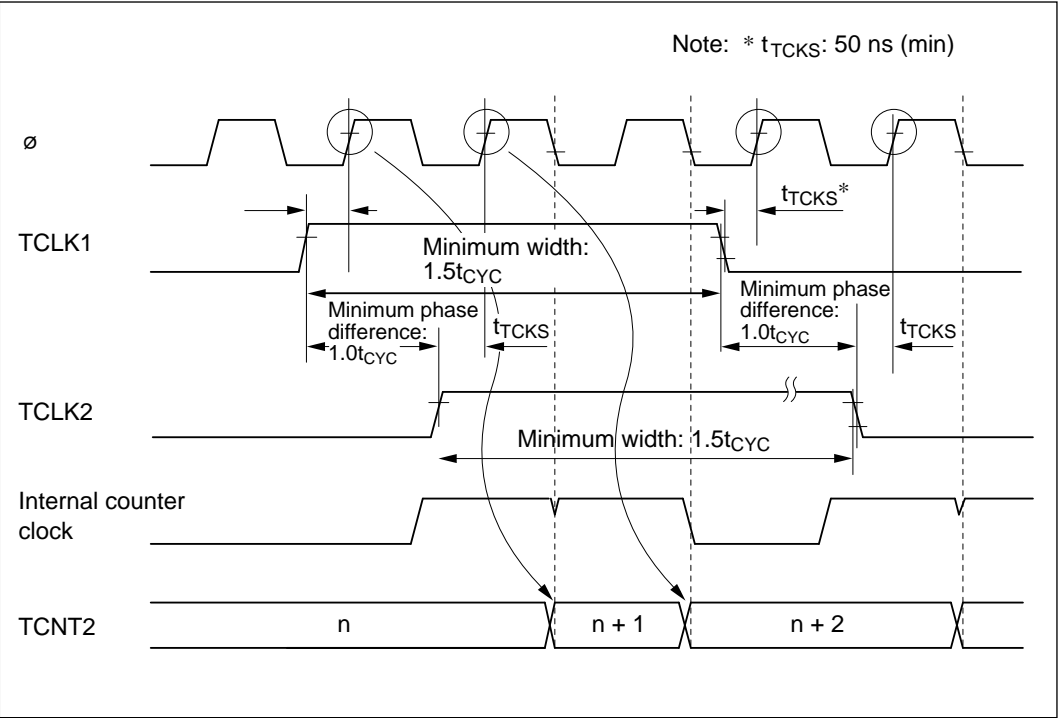 Note: * tTCKS: 50 ns (min)
ø
tTCKS*
TCLK1
Minimum width:
1.5tCYC
Minimum phase
difference:
1.0tCYC
tTCKS
Minimum phase
difference:
1.0tCYC
tTCKS
TCLK2
Minimum width: 1.5tCYC
Internal counter
clock
TCNT2
n
n + 1
n + 2